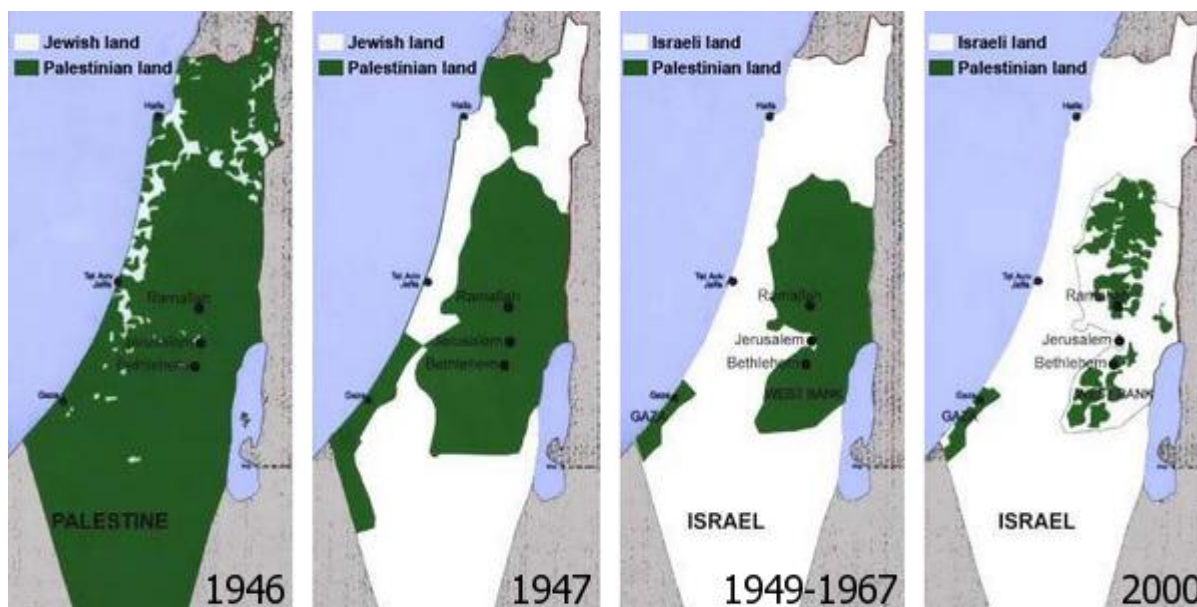 Jewish land
Palestinian land
Haifa
Tel Aviv
Jaffa
Ramallah
Jerusalem
Bethlehem
Gaza
PALESTINE
1946
Jewish land
Palestinian land
Haifa
Tel Aviv
Jaffa
Ramallah
Jerusalem
Bethlehem
Gaza
1947
Israeli land
Palestinian land
Haifa
Tel Aviv
Jaffa
Ramallah
Jerusalem
Bethlehem
Gaza
GAZA
WEST BANK
ISRAEL
1949-1967
Israeli land
Palestinian land
Haifa
Tel Aviv
Jaffa
Ramallah
Jerusalem
Bethlehem
Gaza
GAZA
WEST BANK
ISRAEL
2000